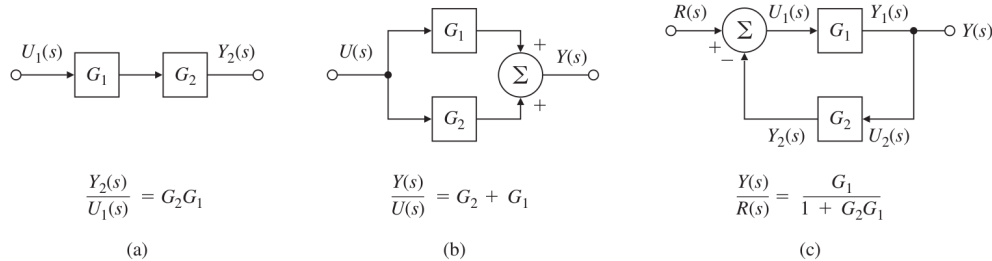 U₁(s) G₁ G₂ Y₂(s)
Y₂(s)/U₁(s) = G₂G₁
(a)
U(s) G₁ G₂ + + Σ Y(s)
Y(s)/U(s) = G₂ + G₁
(b)
R(s) + − Σ U₁(s) G₁ Y₁(s) Y(s)
Y₂(s) G₂ U₂(s)
Y(s)/R(s) = G₁/1 + G₂G₁
(c)